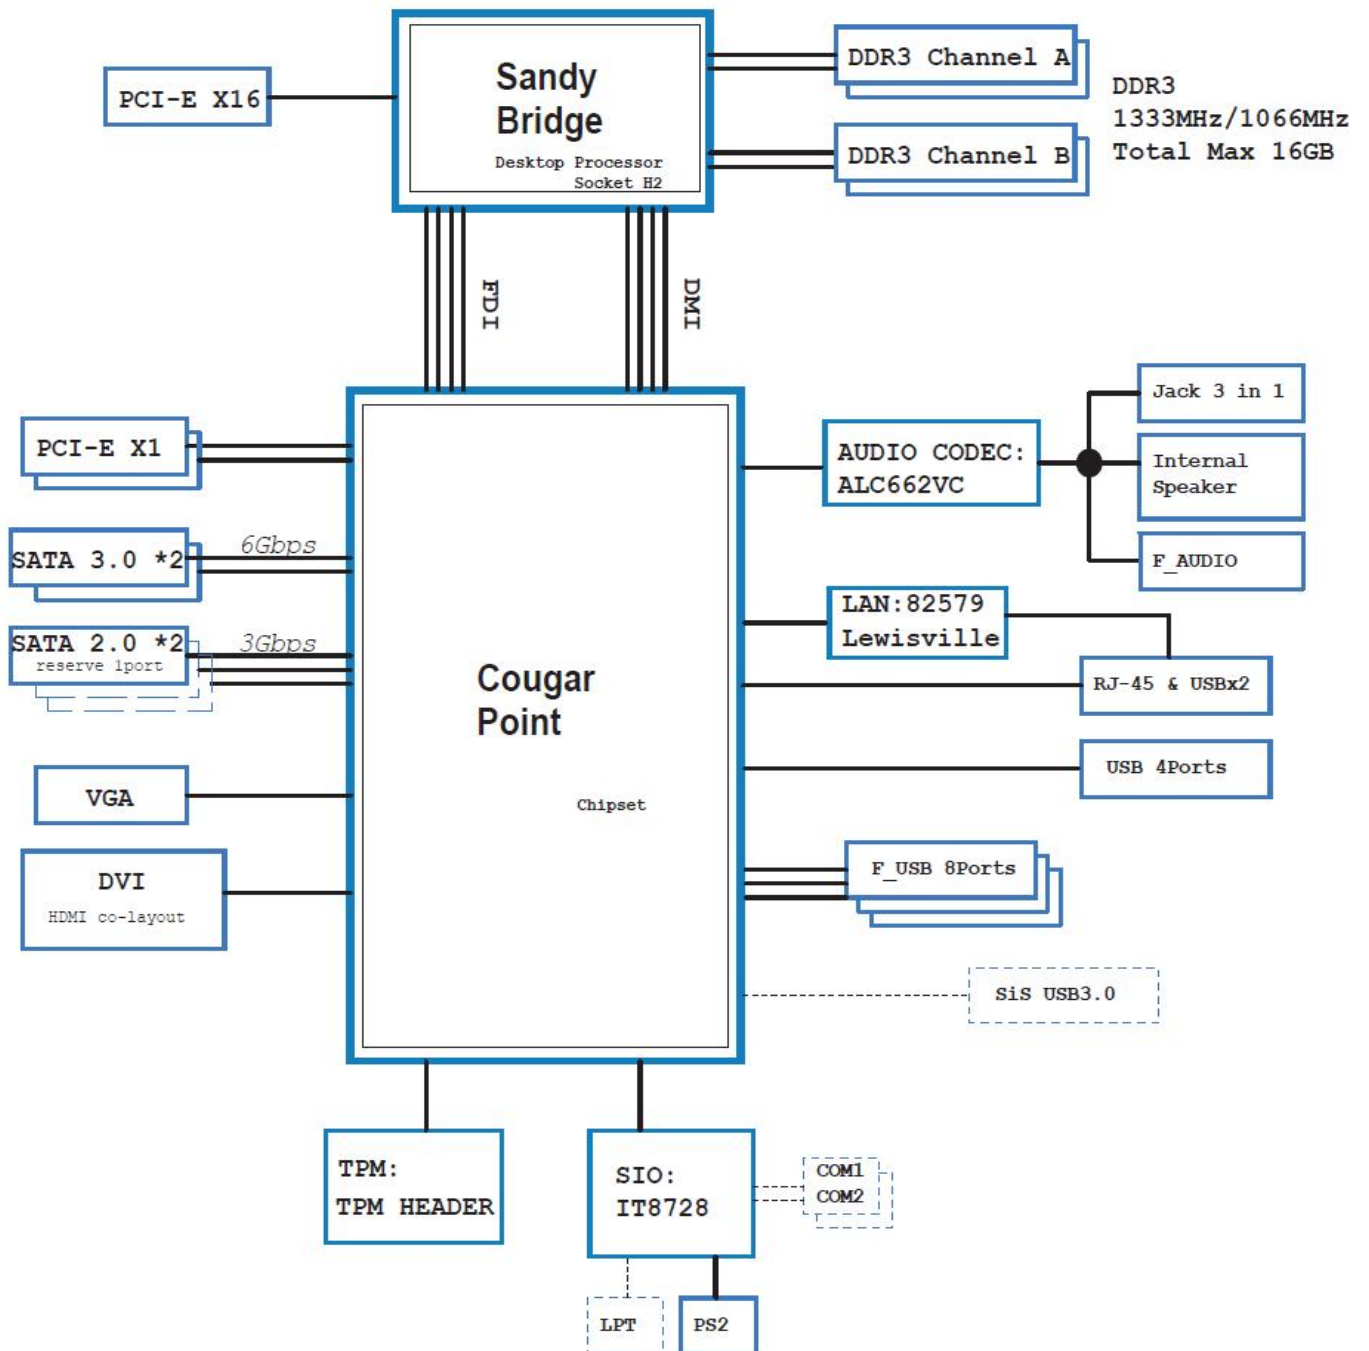 Sandy
Bridge
Desktop Processor
Socket H2
PCI-E X16
DDR3 Channel A
DDR3 Channel B
DDR3
1333MHz/1066MHz
Total Max 16GB
FDI
DMI
PCI-E X1
SATA 3.0 *2
6Gbps
SATA 2.0 *2
reserve 1port
3Gbps
VGA
DVI
HDMI co-layout
Cougar
Point
Chipset
AUDIO CODEC:
ALC662VC
Jack 3 in 1
Internal
Speaker
F_AUDIO
LAN:82579
Lewisville
RJ-45 & USBx2
USB 4Ports
F_USB 8Ports
SiS USB3.0
TPM:
TPM HEADER
SIO:
IT8728
COM1
COM2
LPT
PS2